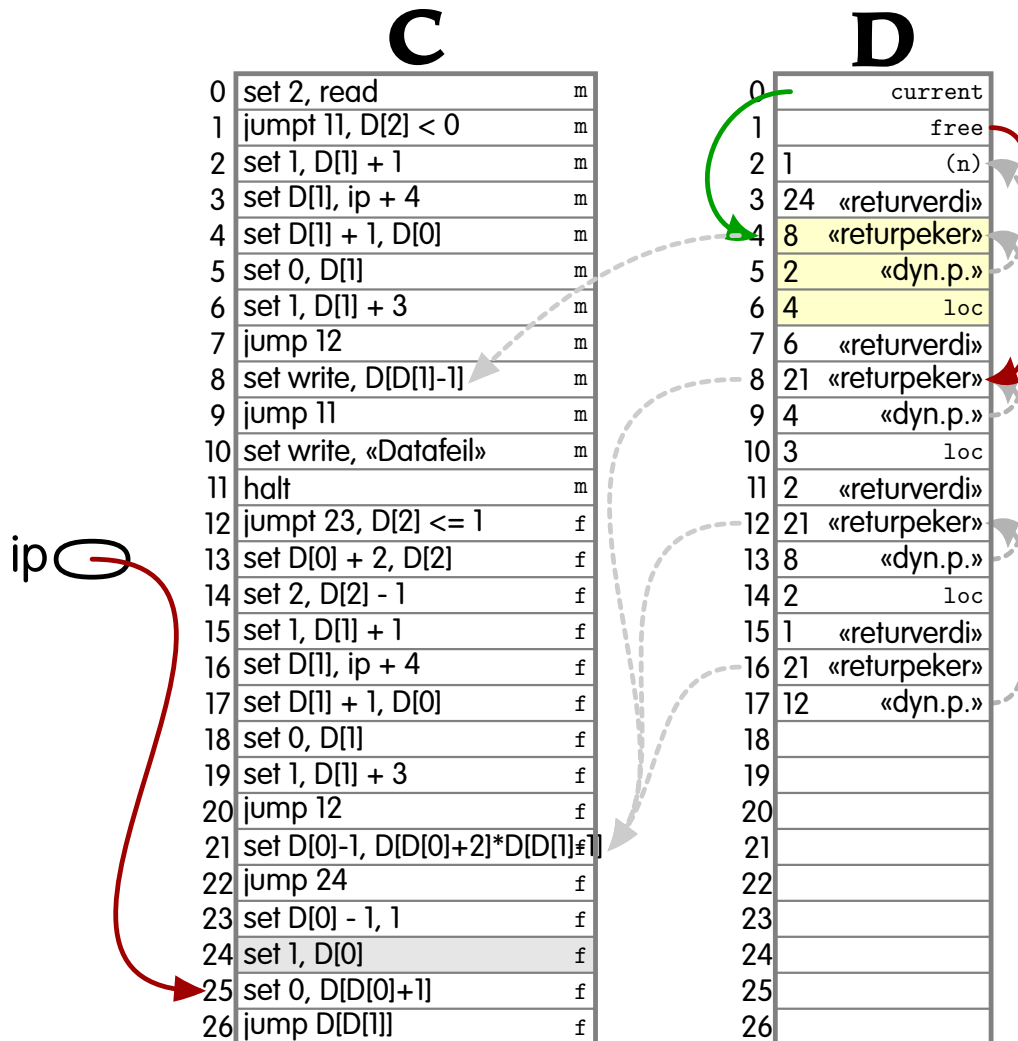 C D
0 set 2, read m 0 current
1 jumpt 11, D[2] < 0 m 1 free
2 set 1, D[1] + 1 m 2 1 (n)
3 set D[1], ip + 4 m 3 24 «returverdi»
4 set D[1] + 1, D[0] m 4 8 «returpeker»
5 set 0, D[1] m 5 2 «dyn.p.»
6 set 1, D[1] + 3 m 6 4 loc
7 jump 12 m 7 6 «returverdi»
8 set write, D[D[1]-1] m 8 21 «returpeker»
9 jump 11 m 9 4 «dyn.p.»
10 set write, «Datafeil» m 10 3 loc
11 halt m 11 2 «returverdi»
12 jumpt 23, D[2] <= 1 f 12 21 «returpeker»
ip 13 set D[0] + 2, D[2] f 13 8 «dyn.p.»
14 set 2, D[2] - 1 f 14 2 loc
15 set 1, D[1] + 1 f 15 1 «returverdi»
16 set D[1], ip + 4 f 16 21 «returpeker»
17 set D[1] + 1, D[0] f 17 12 «dyn.p.»
18 set 0, D[1] f 18
19 set 1, D[1] + 3 f 19
20 jump 12 f 20
21 set D[0]-1, D[D[0]+2]*D[D[1]-1] f 21
22 jump 24 f 22
23 set D[0] - 1, 1 f 23
24 set 1, D[0] f 24
25 set 0, D[D[0]+1] f 25
26 jump D[D[1]] f 26